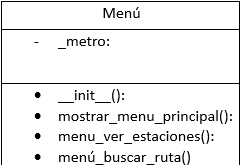 Menú
- _metro:
• __init__():
• mostrar_menu_principal():
• menu_ver_estaciones():
• menú_buscar_ruta()